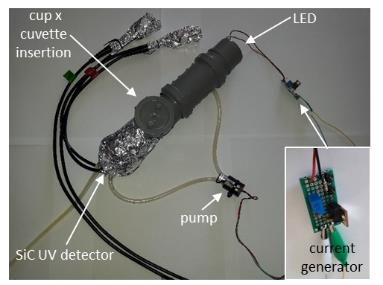 cup x
cuvette
insertion
LED
pump
SiC UV detector
current
generator